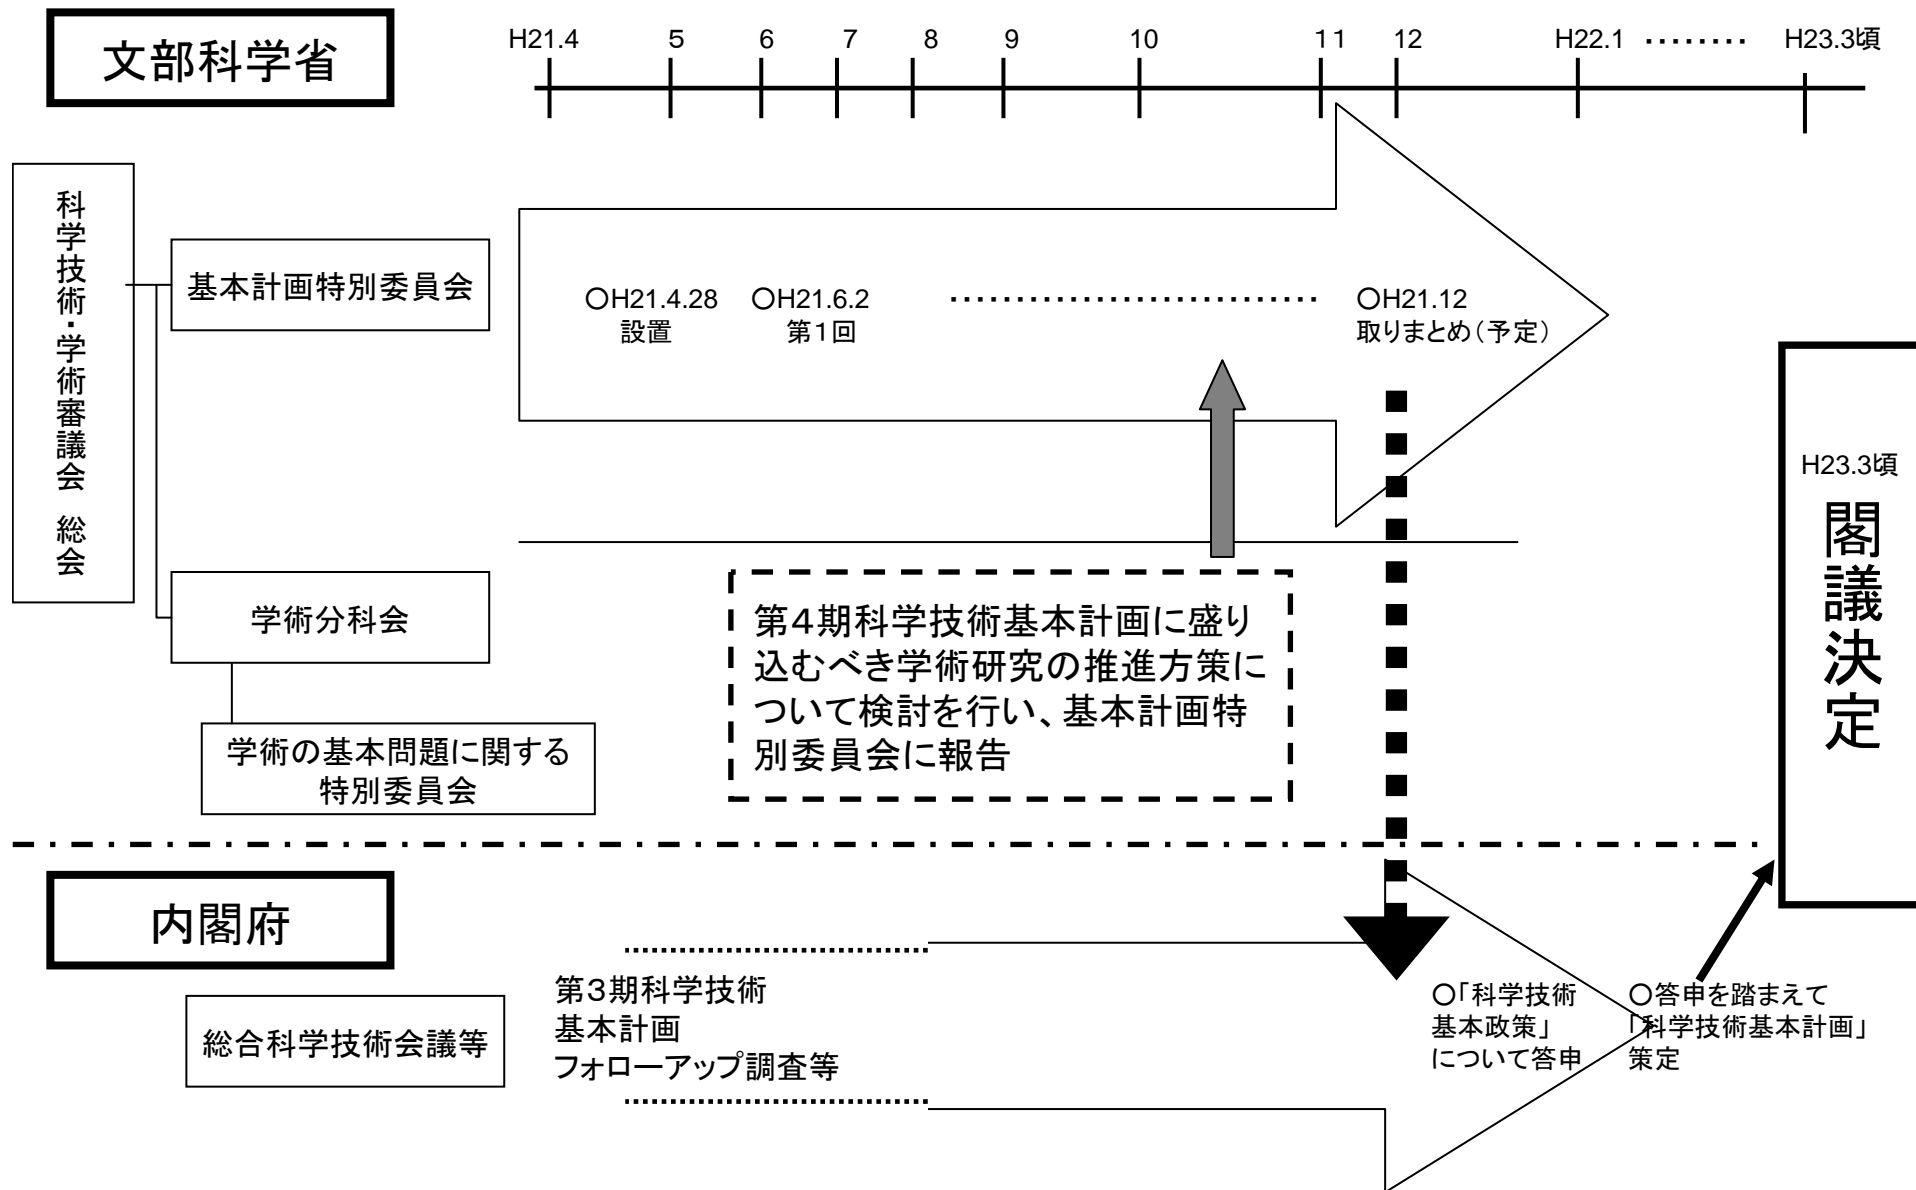 文部科学省
H21.4 5 6 7 8 9 10 11 12 H22.1 ‥‥‥‥ H23.3頃
科学技術・学術審議会 総会
基本計画特別委員会
○H21.4.28
設置
○H21.6.2
第1回
○H21.12
取りまとめ(予定)
学術分科会
学術の基本問題に関する
特別委員会
第4期科学技術基本計画に盛り
込むべき学術研究の推進方策に
ついて検討を行い、基本計画特
別委員会に報告
H23.3頃
閣議決定
内閣府
総合科学技術会議等
第3期科学技術
基本計画
フォローアップ調査等
○「科学技術
基本政策」
について答申
○答申を踏まえて
「科学技術基本計画」
策定